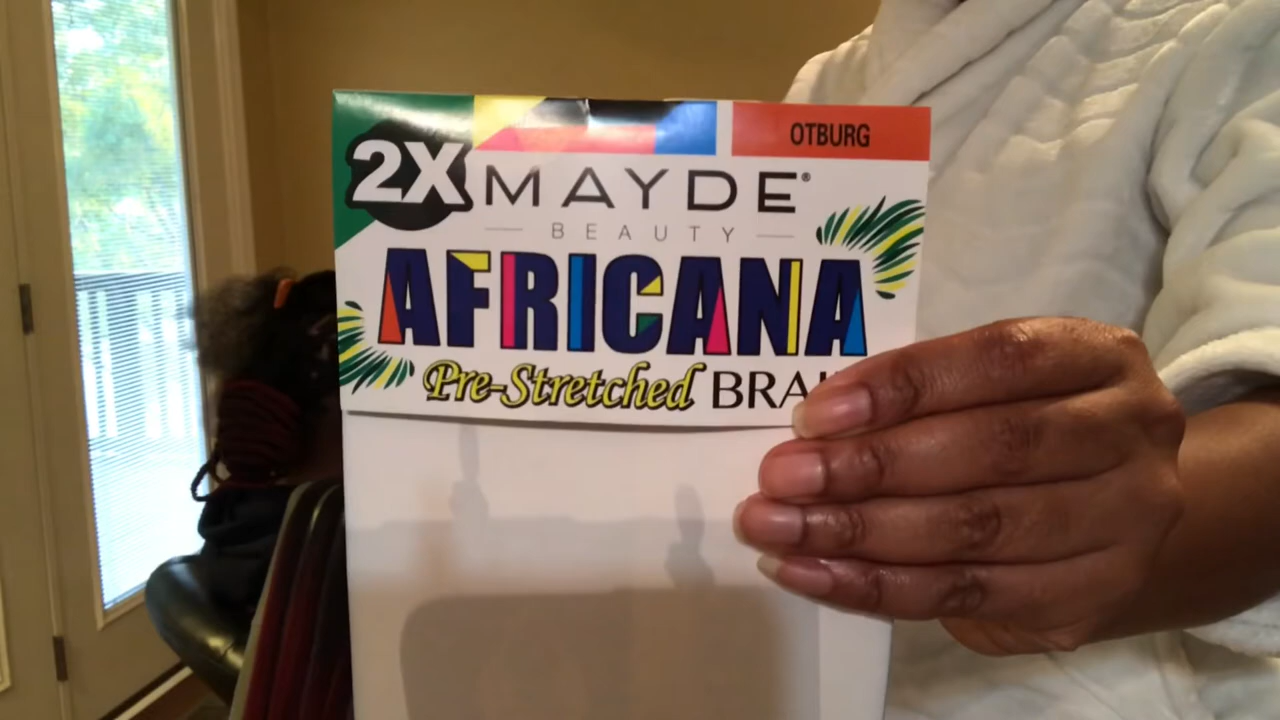 OTBURG
2X MAYDE®
BEAUTY
AFRICANA
Pre-Stretched